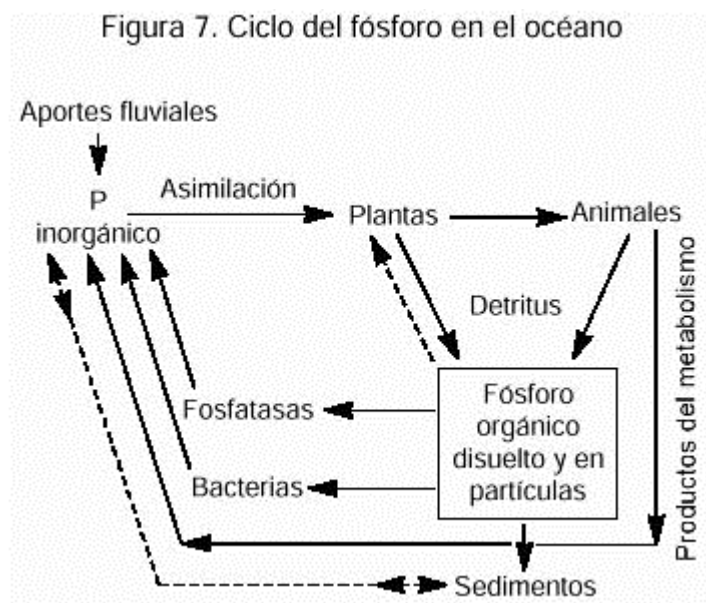 Figura 7. Ciclo del fósforo en el océano
Aportes fluviales
P
inorgánico
Asimilación
Plantas
Animales
Detritus
Productos del metabolismo
Fosfatasas
Fósforo
orgánico
disuelto y en
partículas
Bacterias
Sedimentos